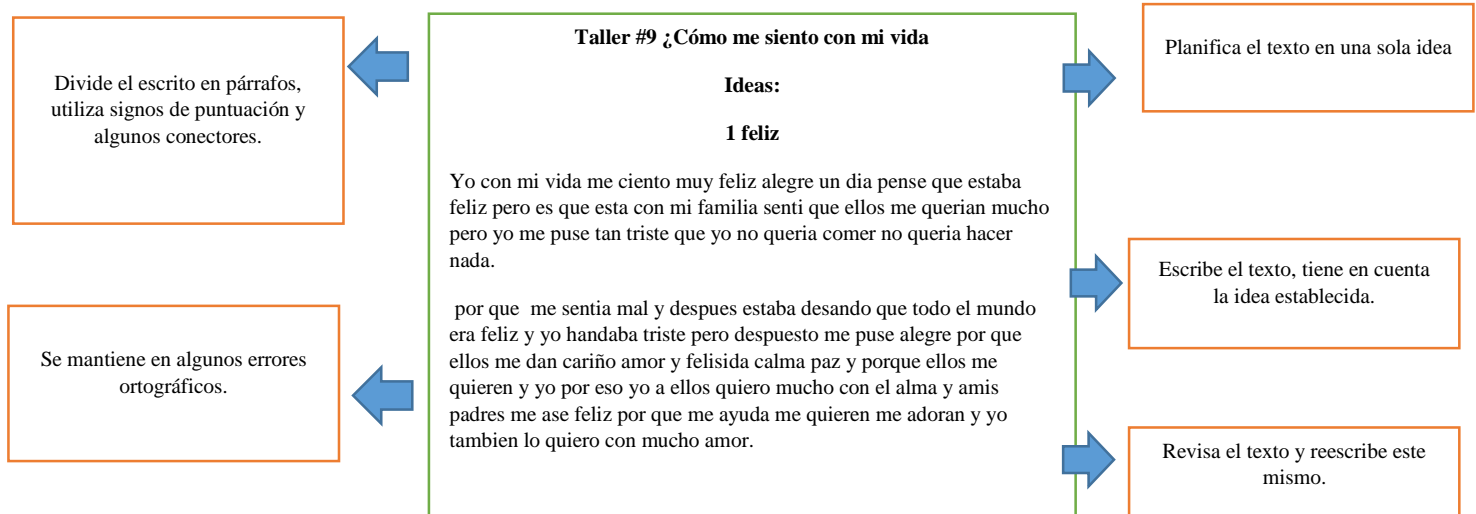 Taller #9 ¿Cómo me siento con mi vida
Ideas:
1 feliz
Yo con mi vida me ciento muy feliz alegre un dia pense que estaba
feliz pero es que esta con mi familia senti que ellos me querian mucho
pero yo me puse tan triste que yo no queria comer no queria hacer
nada.
por que  me sentia mal y despues estaba desando que todo el mundo
era feliz y yo handaba triste pero despuesto me puse alegre por que
ellos me dan cariño amor y felisida calma paz y porque ellos me
quieren y yo por eso yo a ellos quiero mucho con el alma y amis
padres me ase feliz por que me ayuda me quieren me adoran y yo
tambien lo quiero con mucho amor.
Divide el escrito en párrafos,
utiliza signos de puntuación y
algunos conectores.
Se mantiene en algunos errores
ortográficos.
Planifica el texto en una sola idea
Escribe el texto, tiene en cuenta
la idea establecida.
Revisa el texto y reescribe este
mismo.